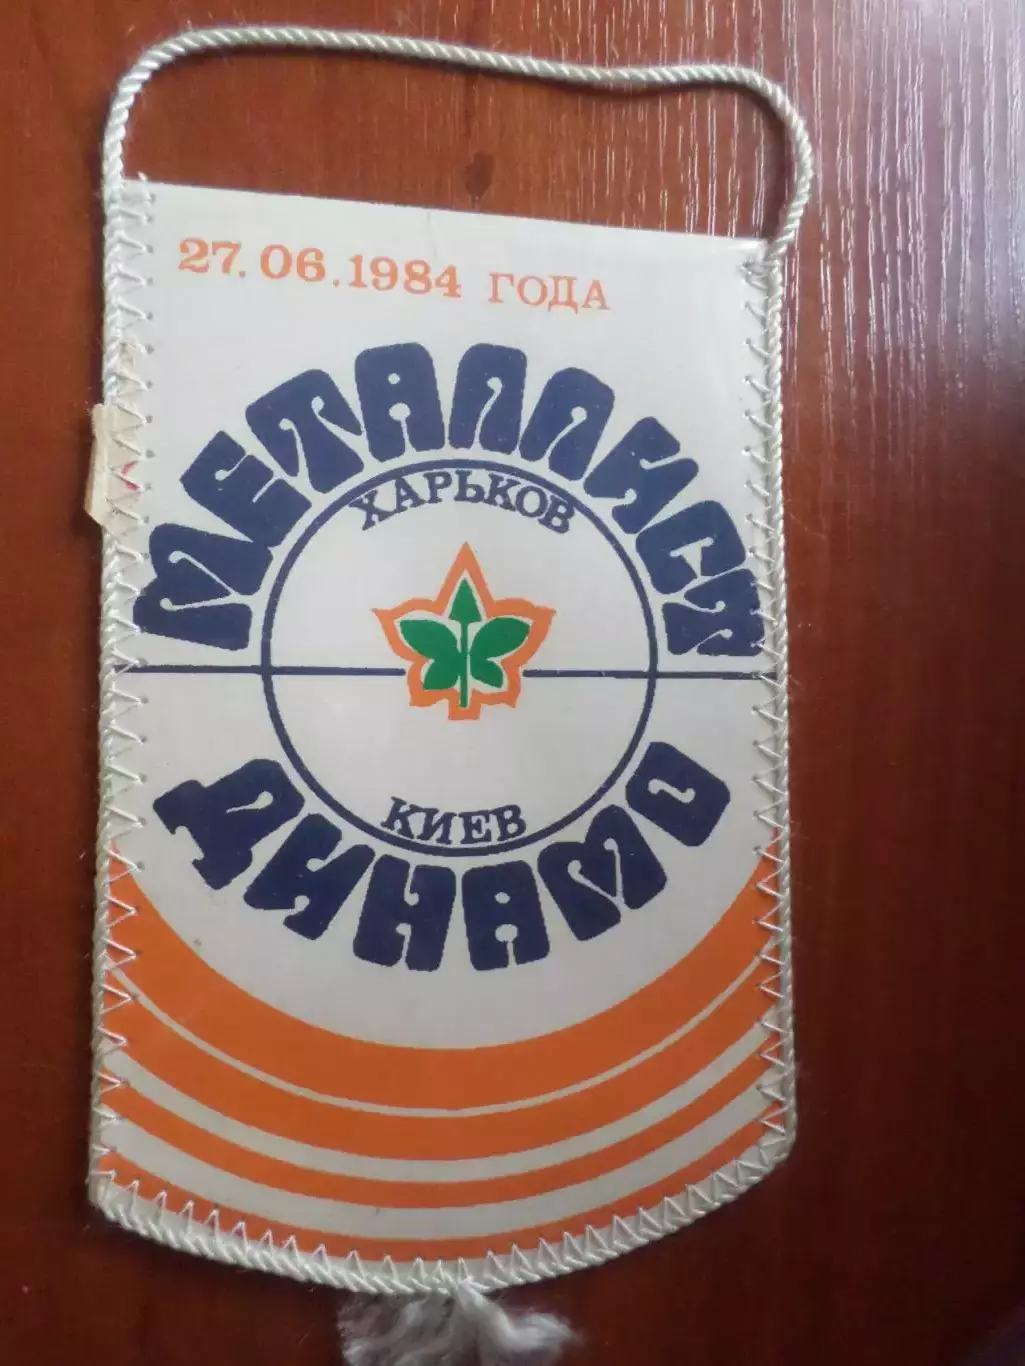 27.06.1984 ГОДА
МЕТАЛЛИСТ
ХАРЬКОВ
КИЕВ
ДИНАМО